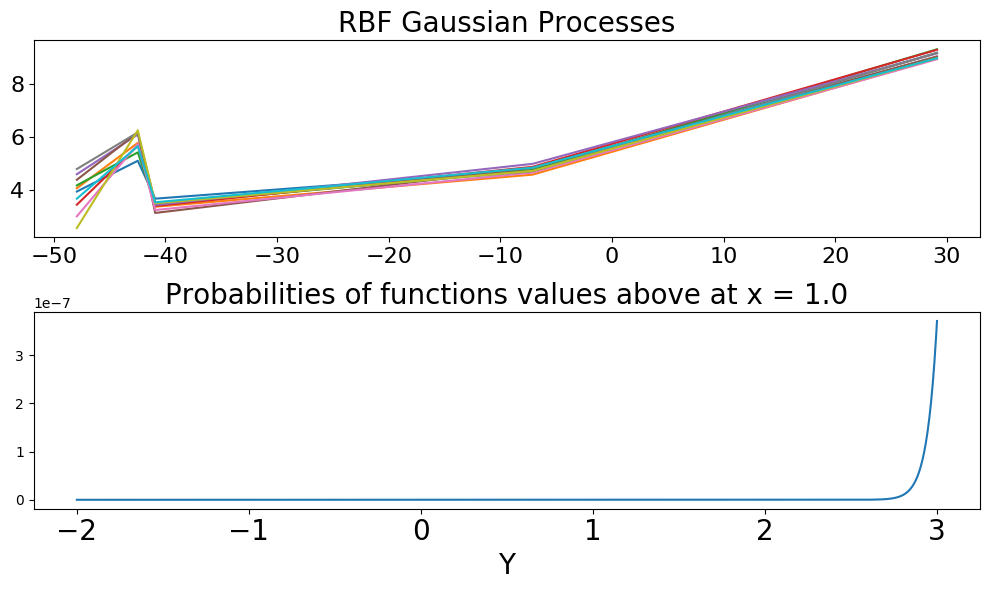 RBF Gaussian Processes
8
6
4
−50 −40 −30 −20 −10 0 10 20 30
Probabilities of functions values above at x = 1.0
1e−7
3
2
1
0
−2 −1 0 1 2 3
Y